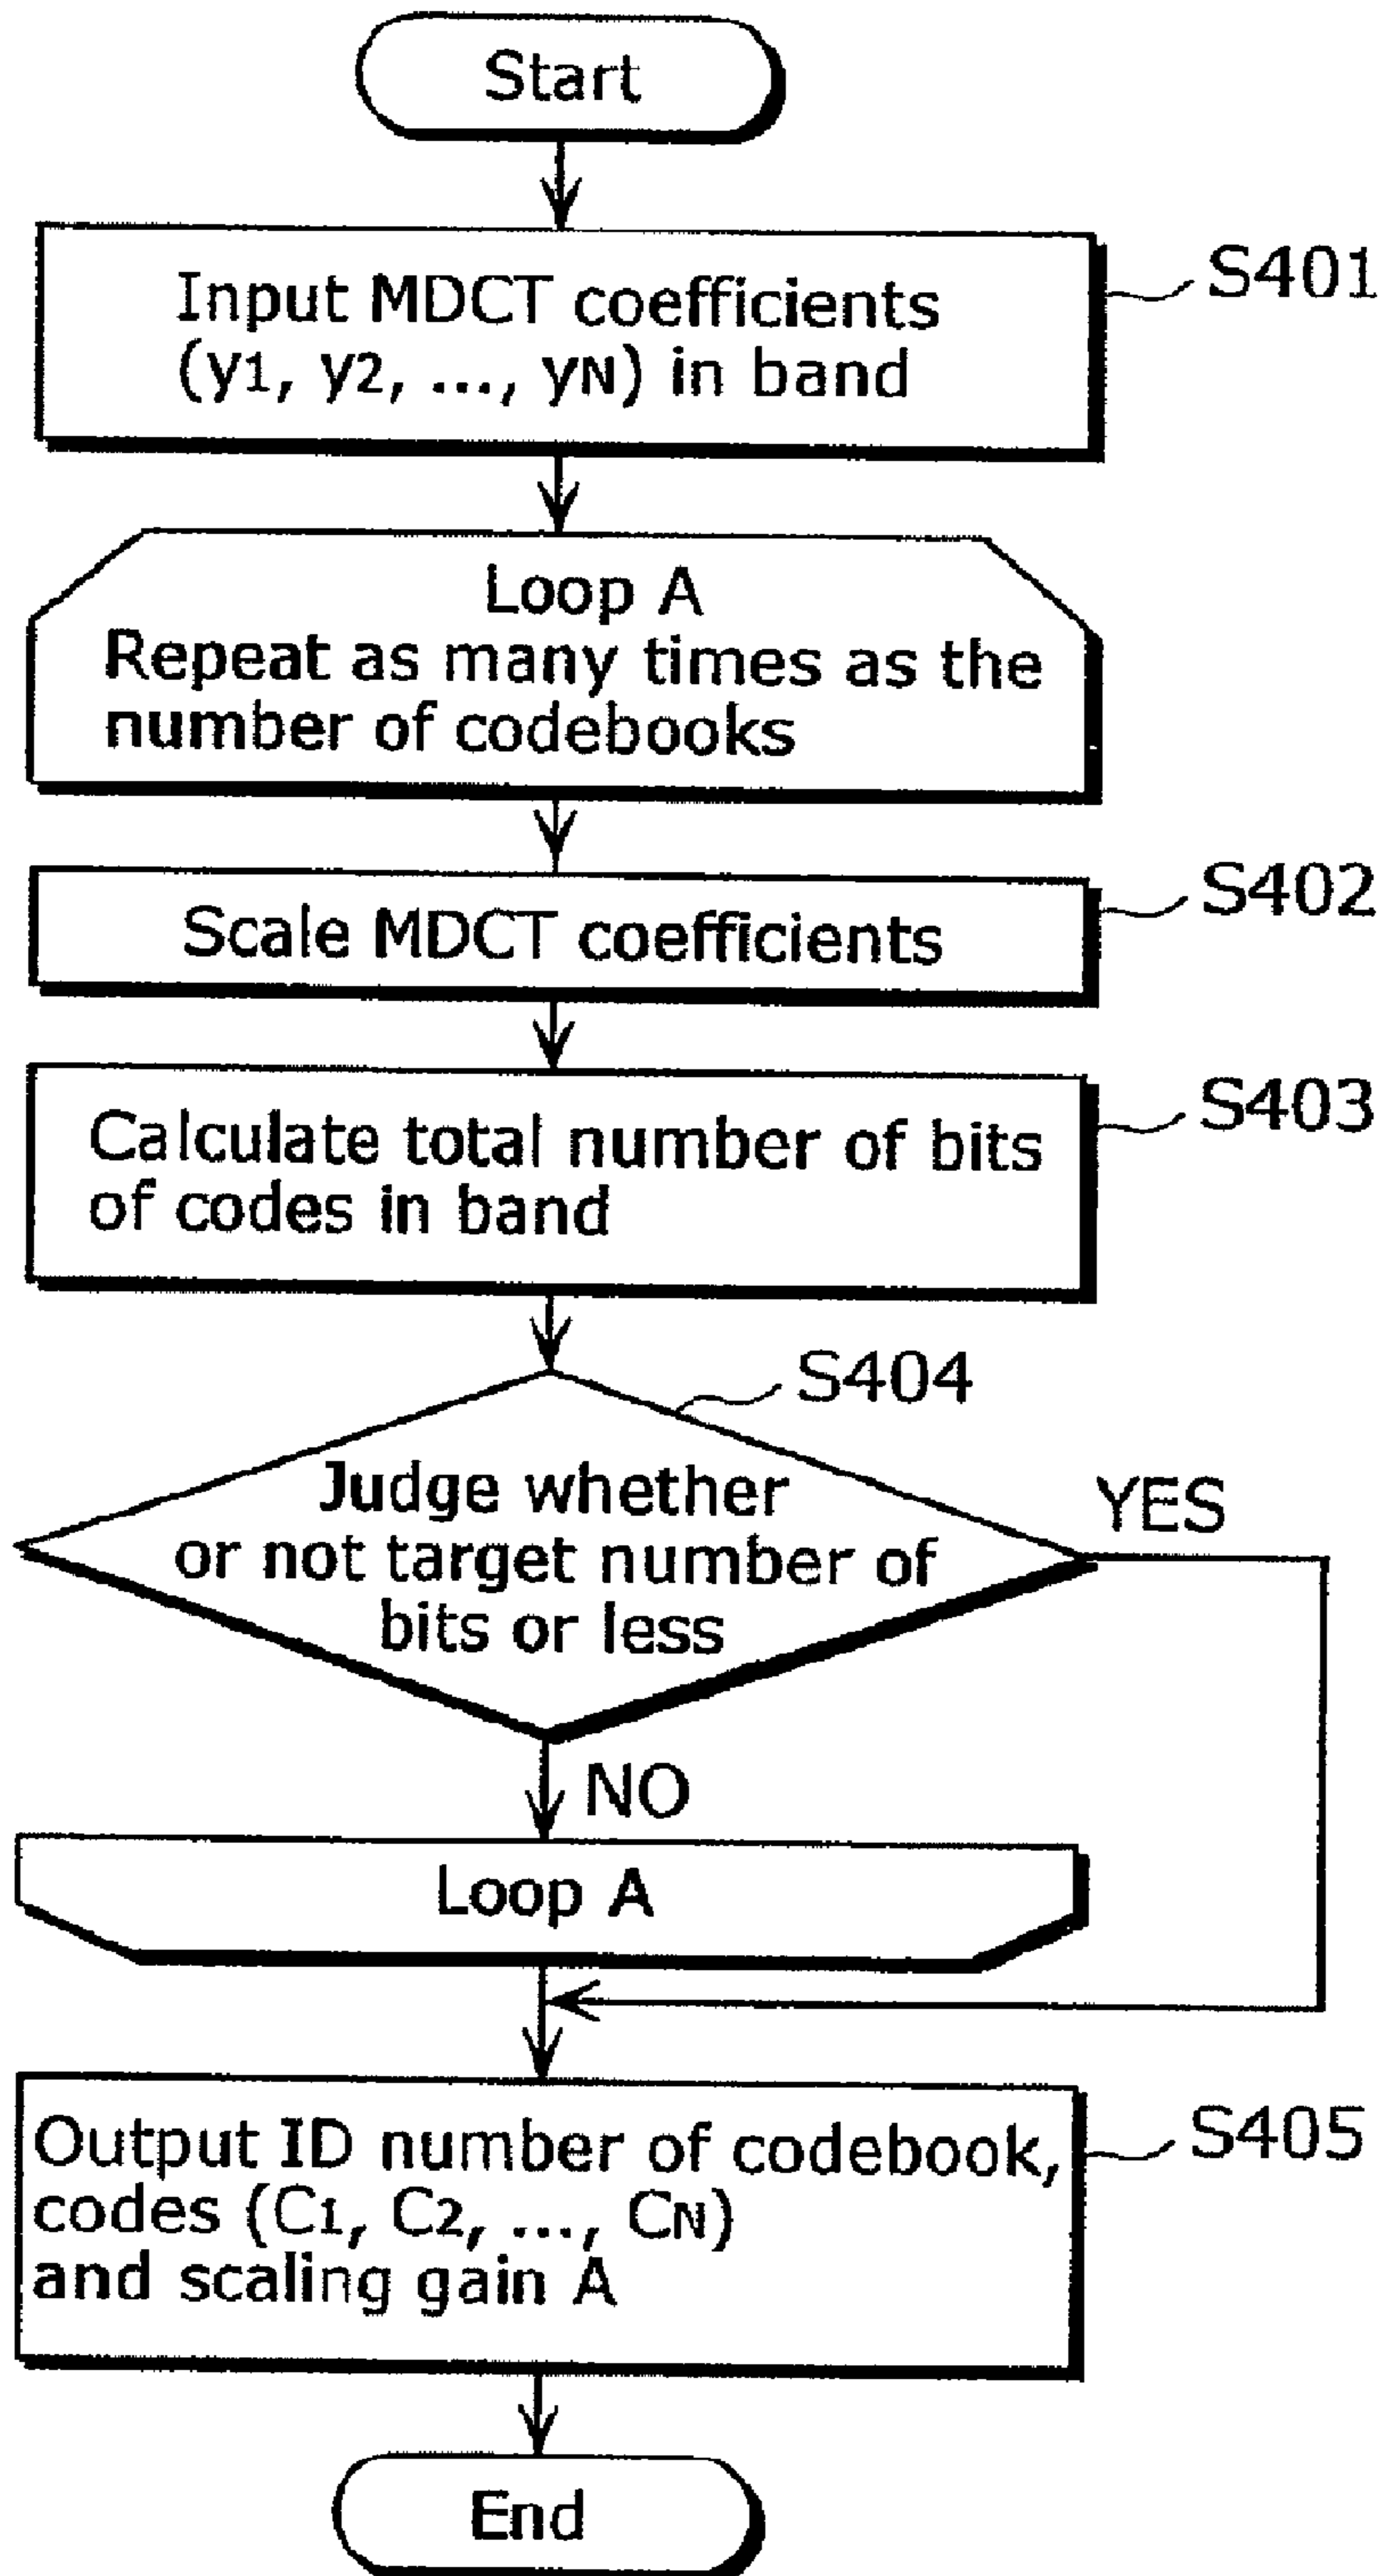 Start
Input MDCT coefficients
(y1, y2, ..., yN) in band
S401
Loop A
Repeat as many times as the
number of codebooks
Scale MDCT coefficients
S402
Calculate total number of bits
of codes in band
S403
S404
Judge whether
or not target number of
bits or less
YES
NO
Loop A
Output ID number of codebook,
codes (C1, C2, ..., CN)
and scaling gain A
S405
End